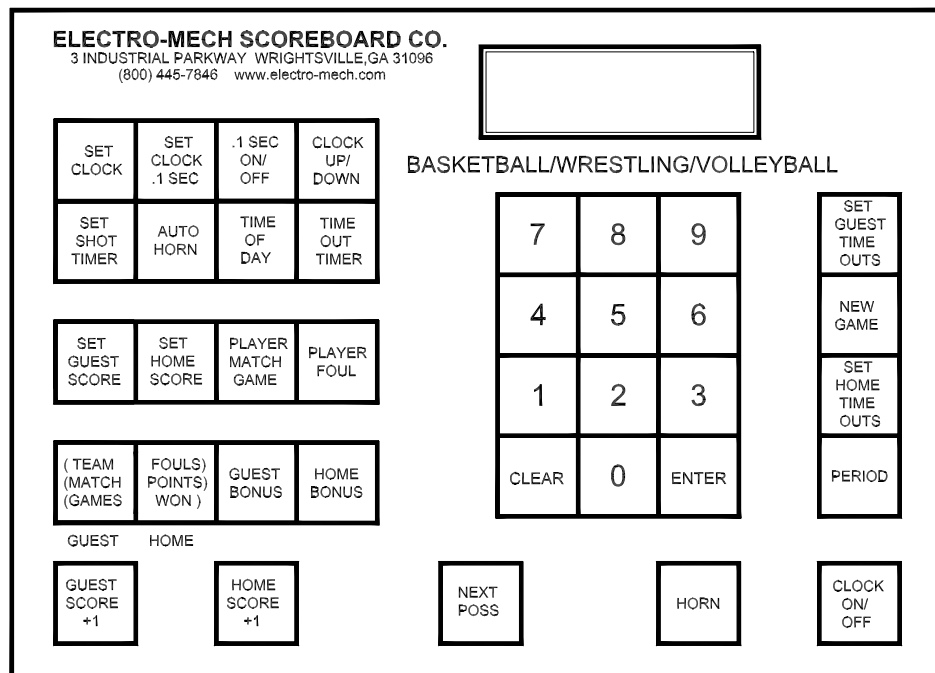 ELECTRO-MECH SCOREBOARD CO.
3 INDUSTRIAL PARKWAY WRIGHTSVILLE,GA 31096
(800) 445-7846 www.electro-mech.com
SET
CLOCK
SET
CLOCK
.1 SEC
.1 SEC
ON/
OFF
CLOCK
UP/
DOWN
SET
SHOT
TIMER
AUTO
HORN
TIME
OF
DAY
TIME
OUT
TIMER
SET
GUEST
SCORE
SET
HOME
SCORE
PLAYER
MATCH
GAME
PLAYER
FOUL
( TEAM FOULS)
(MATCH POINTS)
(GAMES WON )
GUEST
BONUS
HOME
BONUS
GUEST HOME
GUEST
SCORE
+1
HOME
SCORE
+1
BASKETBALL/WRESTLING/VOLLEYBALL
7 8 9
4 5 6
1 2 3
CLEAR 0 ENTER
SET
GUEST
TIME
OUTS
NEW
GAME
SET
HOME
TIME
OUTS
PERIOD
NEXT
POSS
HORN
CLOCK
ON/
OFF